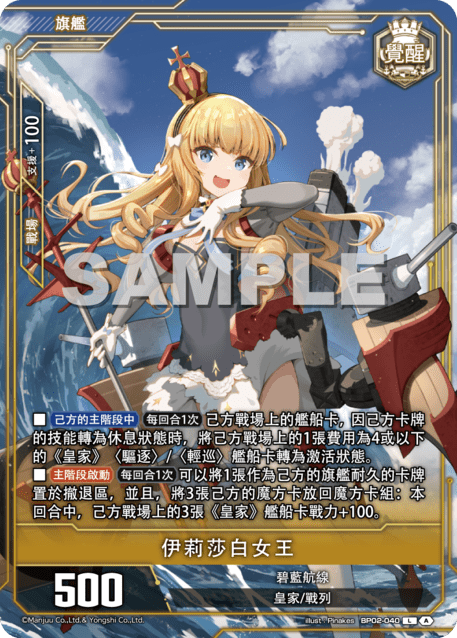 旗艦
覺醒
支援+100
戰場
SAMPLE
■ 己方的主階段中 每回合1次 己方戰場上的艦船卡，因己方卡牌
的技能轉為休息狀態時，將己方戰場上的1張費用為4或以下
的《皇家》〈驅逐〉/〈輕巡〉艦船卡轉為激活狀態。
■ 主階段啟動 每回合1次 可以將1張作為己方的旗艦耐久的卡牌
置於撤退區，並且，將3張己方的魔方卡放回魔方卡組：本
回合中，己方戰場上的3張《皇家》艦船卡戰力+100。
伊莉莎白女王
500
碧藍航線
皇家/戰列
©Manjuu Co.,Ltd.& Yongshi Co.,Ltd.
illust. Pinakes BP02-040 L A